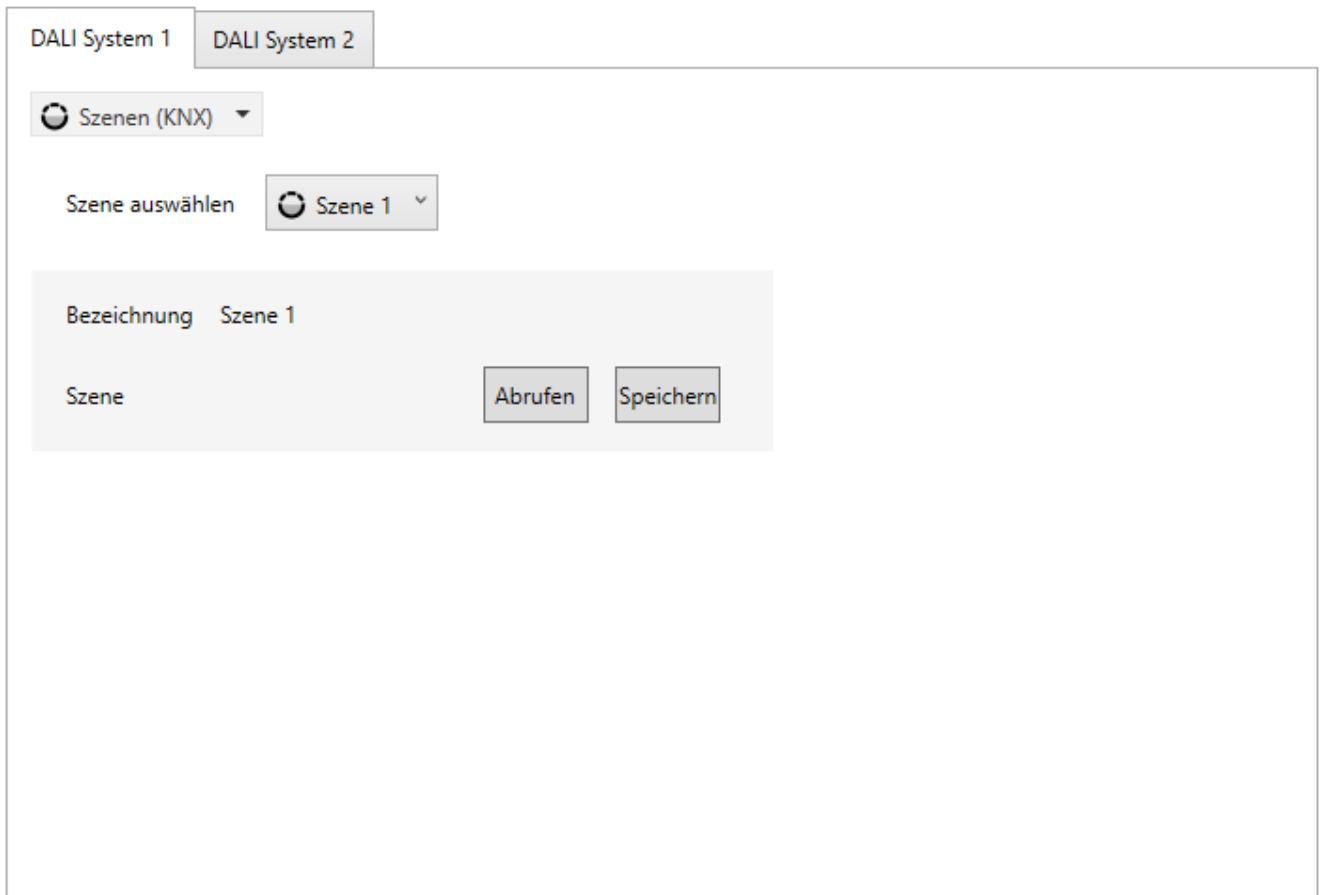 DALI System 1
DALI System 2
Szenen (KNX)
Szene auswählen
Szene 1
Bezeichnung
Szene 1
Szene
Abrufen
Speichern